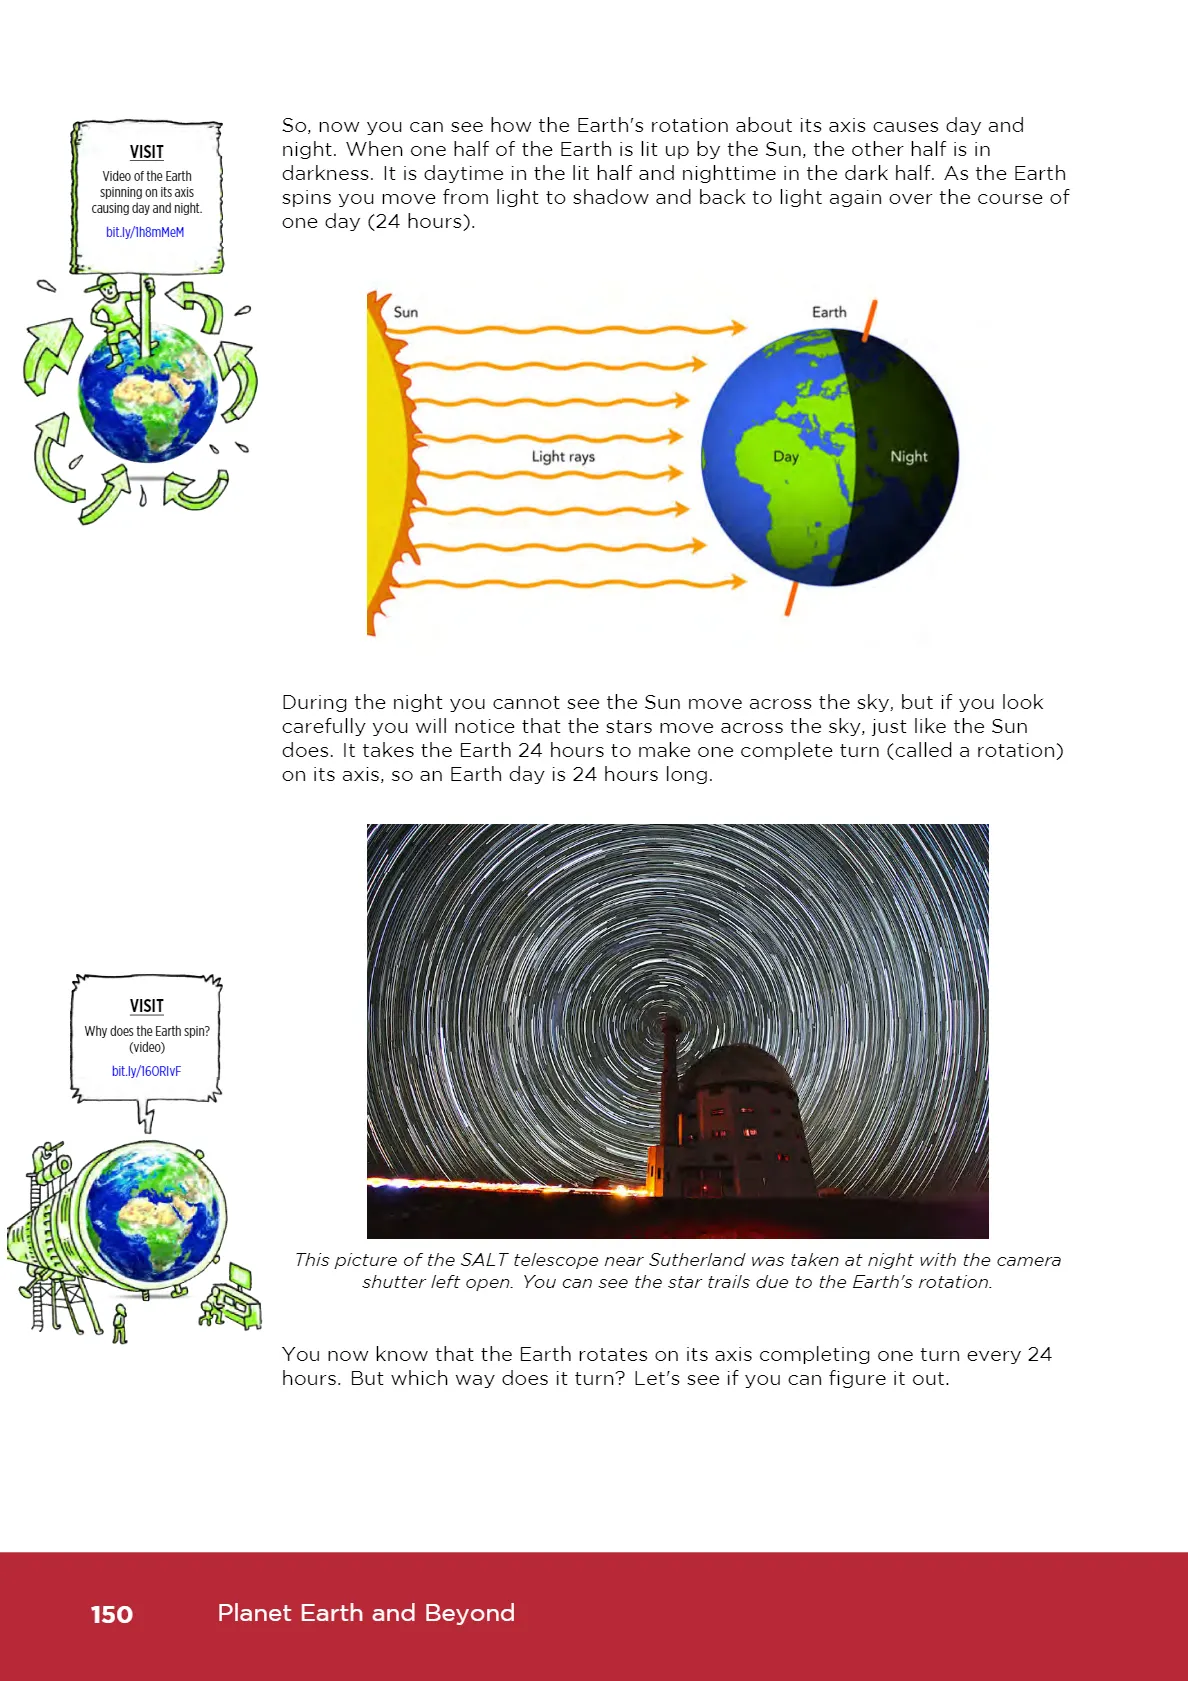 So, now you can see how the Earth's rotation about its axis causes day and
night. When one half of the Earth is lit up by the Sun, the other half is in
darkness. It is daytime in the lit half and nighttime in the dark half. As the Earth
spins you move from light to shadow and back to light again over the course of
one day (24 hours).
VISIT
Video of the Earth
spinning on its axis
causing day and night.
bit.ly/1h8mMeM
Sun
Earth
Light rays
Day
Night
During the night you cannot see the Sun move across the sky, but if you look
carefully you will notice that the stars move across the sky, just like the Sun
does. It takes the Earth 24 hours to make one complete turn (called a rotation)
on its axis, so an Earth day is 24 hours long.
VISIT
Why does the Earth spin?
(video)
bit.ly/16ORIvF
This picture of the SALT telescope near Sutherland was taken at night with the camera
shutter left open. You can see the star trails due to the Earth's rotation.
You now know that the Earth rotates on its axis completing one turn every 24
hours. But which way does it turn? Let's see if you can figure it out.
150
Planet Earth and Beyond